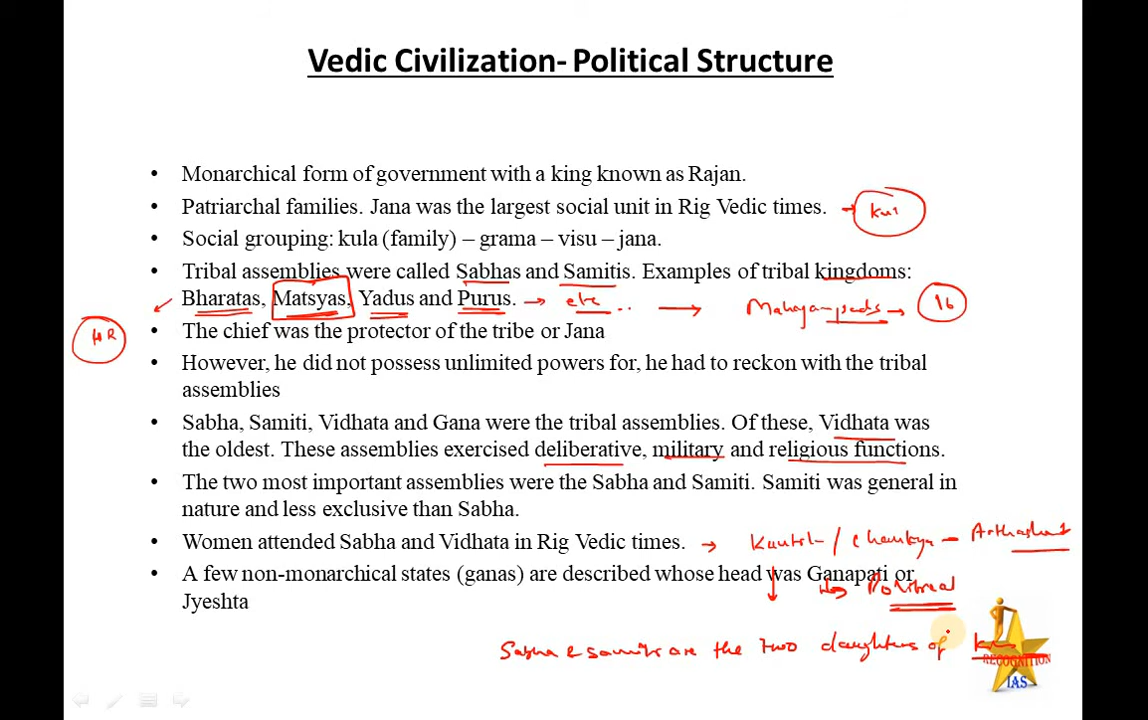 Vedic Civilization- Political Structure
• Monarchical form of government with a king known as Rajan.
• Patriarchal families. Jana was the largest social unit in Rig Vedic times. →
• Social grouping: kula (family) – grama – visu – jana.
• Tribal assemblies were called Sabhas and Samitis. Examples of tribal kingdoms:
Bharatas, Matsyas, Yadus and Purus. → etc .. → → 16
HR
• The chief was the protector of the tribe or Jana
• However, he did not possess unlimited powers for, he had to reckon with the tribal
assemblies
• Sabha, Samiti, Vidhata and Gana were the tribal assemblies. Of these, Vidhata was
the oldest. These assemblies exercised deliberative, military and religious functions.
• The two most important assemblies were the Sabha and Samiti. Samiti was general in
nature and less exclusive than Sabha.
• Women attended Sabha and Vidhata in Rig Vedic times. →
• A few non-monarchical states (ganas) are described whose head was Ganapati or
Jyeshta
Political
are the two daughters of
RECOGNITION
IAS